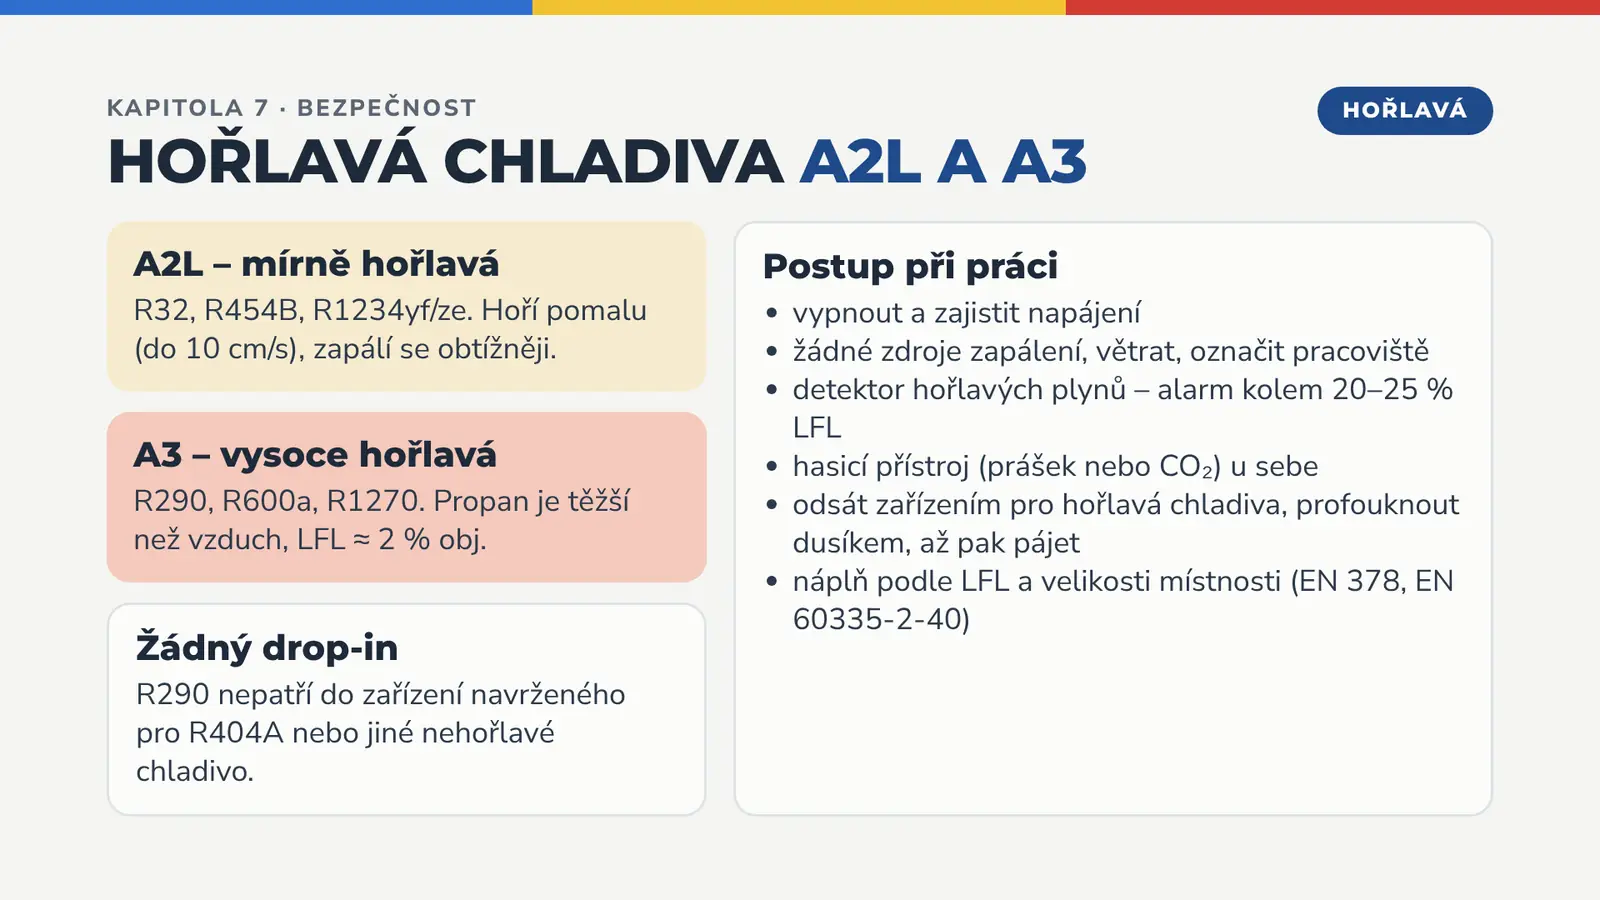 KAPITOLA 7 · BEZPEČNOST
HOŘLAVÁ
HOŘLAVÁ CHLADIVA A2L A A3
A2L – mírně hořlavá
R32, R454B, R1234yf/ze. Hoří pomalu
(do 10 cm/s), zapálí se obtížněji.
A3 – vysoce hořlavá
R290, R600a, R1270. Propan je těžší
než vzduch, LFL ≈ 2 % obj.
Žádný drop-in
R290 nepatří do zařízení navrženého
pro R404A nebo jiné nehořlavé
chladivo.
Postup při práci
• vypnout a zajistit napájení
• žádné zdroje zapálení, větrat, označit pracoviště
• detektor hořlavých plynů – alarm kolem 20–25 %
LFL
• hasicí přístroj (prášek nebo CO₂) u sebe
• odsát zařízením pro hořlavá chladiva, profouknout
dusíkem, až pak pájet
• náplň podle LFL a velikosti místnosti (EN 378, EN
60335-2-40)